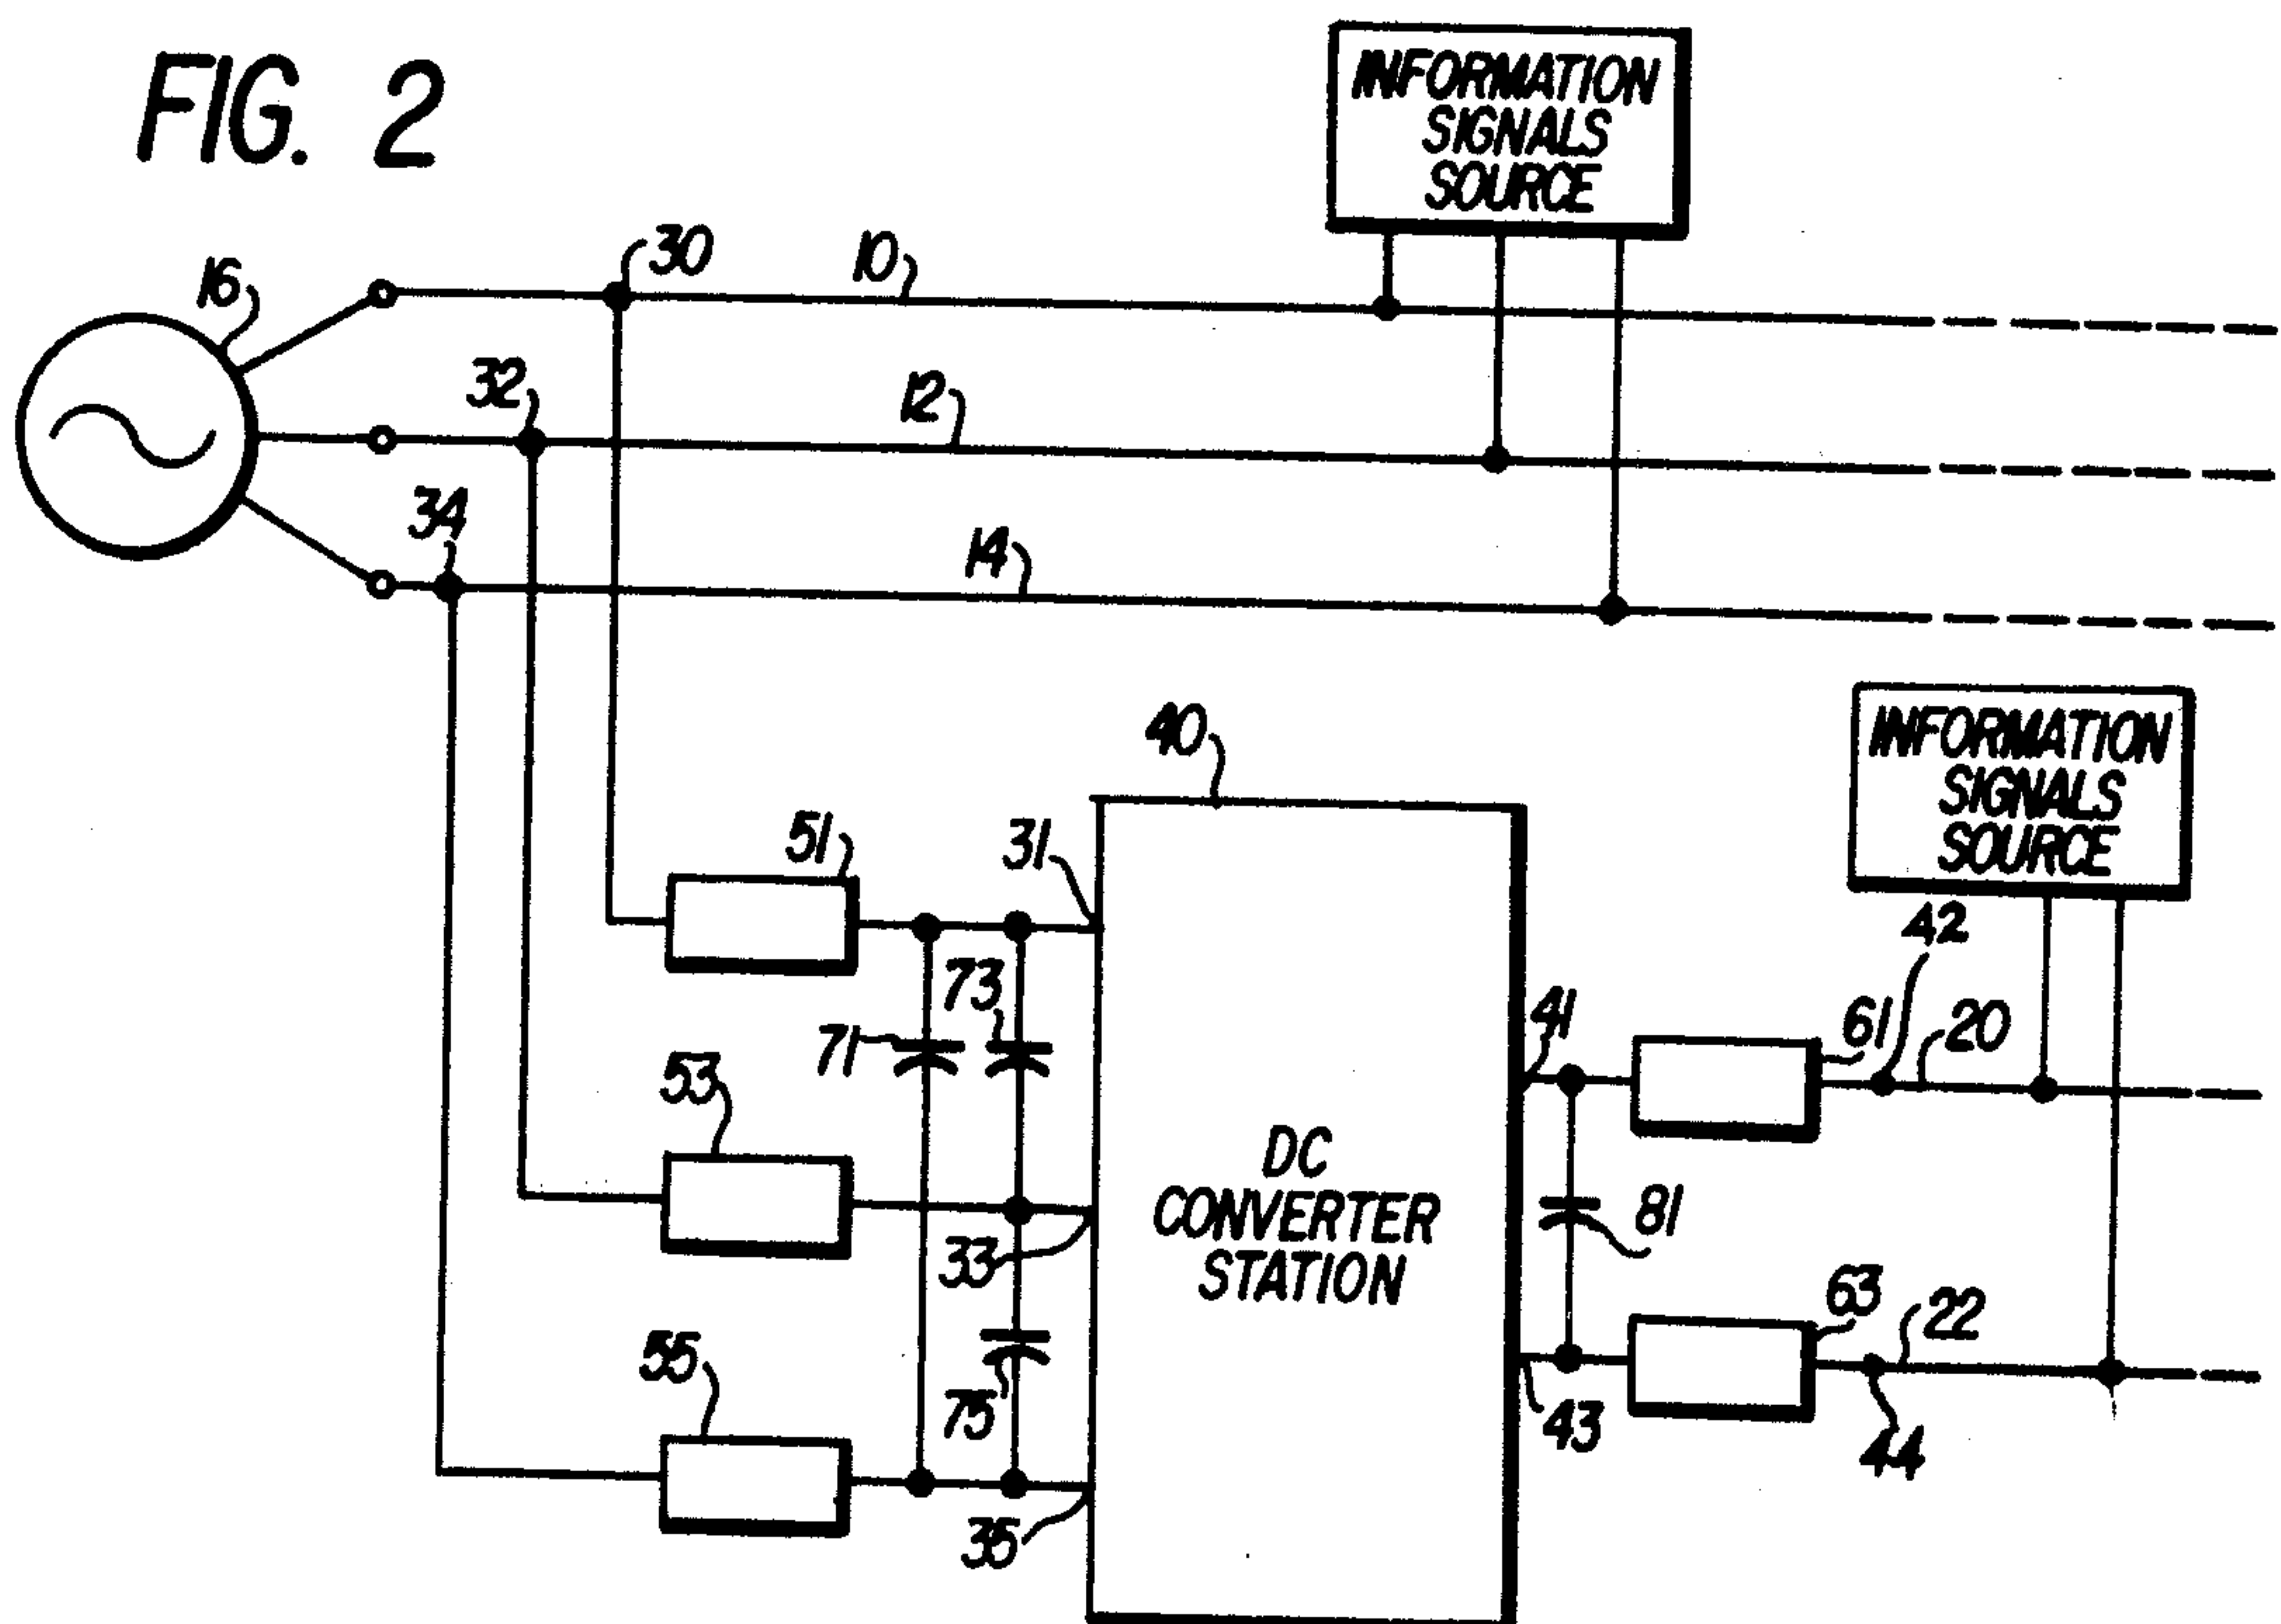 FIG. 2
INFORMATION
SIGNALS
SOURCE
16
30
10
32
12
34
14
40
INFORMATION
SIGNALS
SOURCE
51
31
42
73
41
61
20
71
53
DC
CONVERTER
STATION
81
33
63
22
55
75
43
44
35